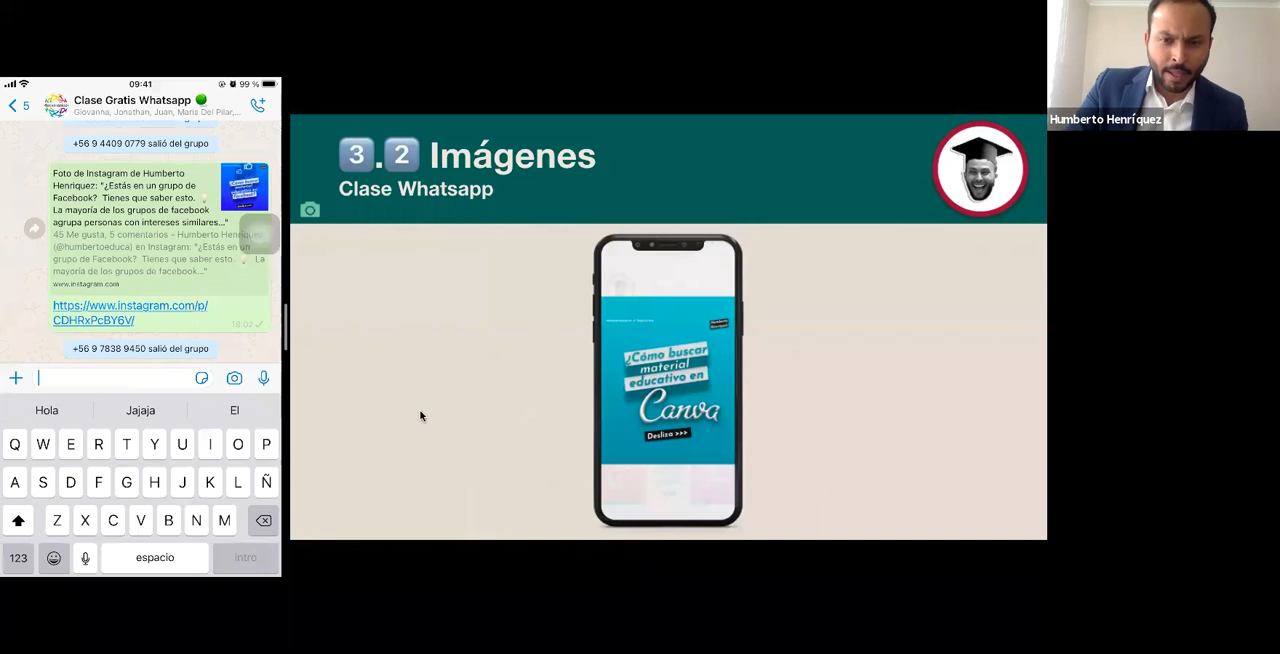 09:41
99 %
5
Clase Gratis Whatsapp
Giovanna, Jonathan, Juan, Maria Del Pilar,...
+56 9 4409 0779 salió del grupo
Foto de Instagram de Humberto
Henriquez: "¿Estás en un grupo de
Facebook? Tienes que saber esto.
La mayoría de los grupos de facebook
agrupa personas con intereses similares..."
45 Me gusta, 5 comentarios - Humberto Henriquez
(@humbertoeduca) en Instagram: "¿Estás en un
grupo de Facebook? Tienes que saber esto. La
mayoría de los grupos de facebook..."
www.instagram.com
https://www.instagram.com/p/
CDHRxPcBY6V/
18:02
+56 9 7838 9450 salió del grupo
Hola Jajaja El
Q W E R T Y U I O P
A S D F G H J K L Ñ
Z X C V B N M
123 espacio intro
3.2 Imágenes
Clase Whatsapp
Humberto
Henríquez
¿Cómo buscar
material
educativo en
Canva
Desliza >>>
Humberto Henríquez